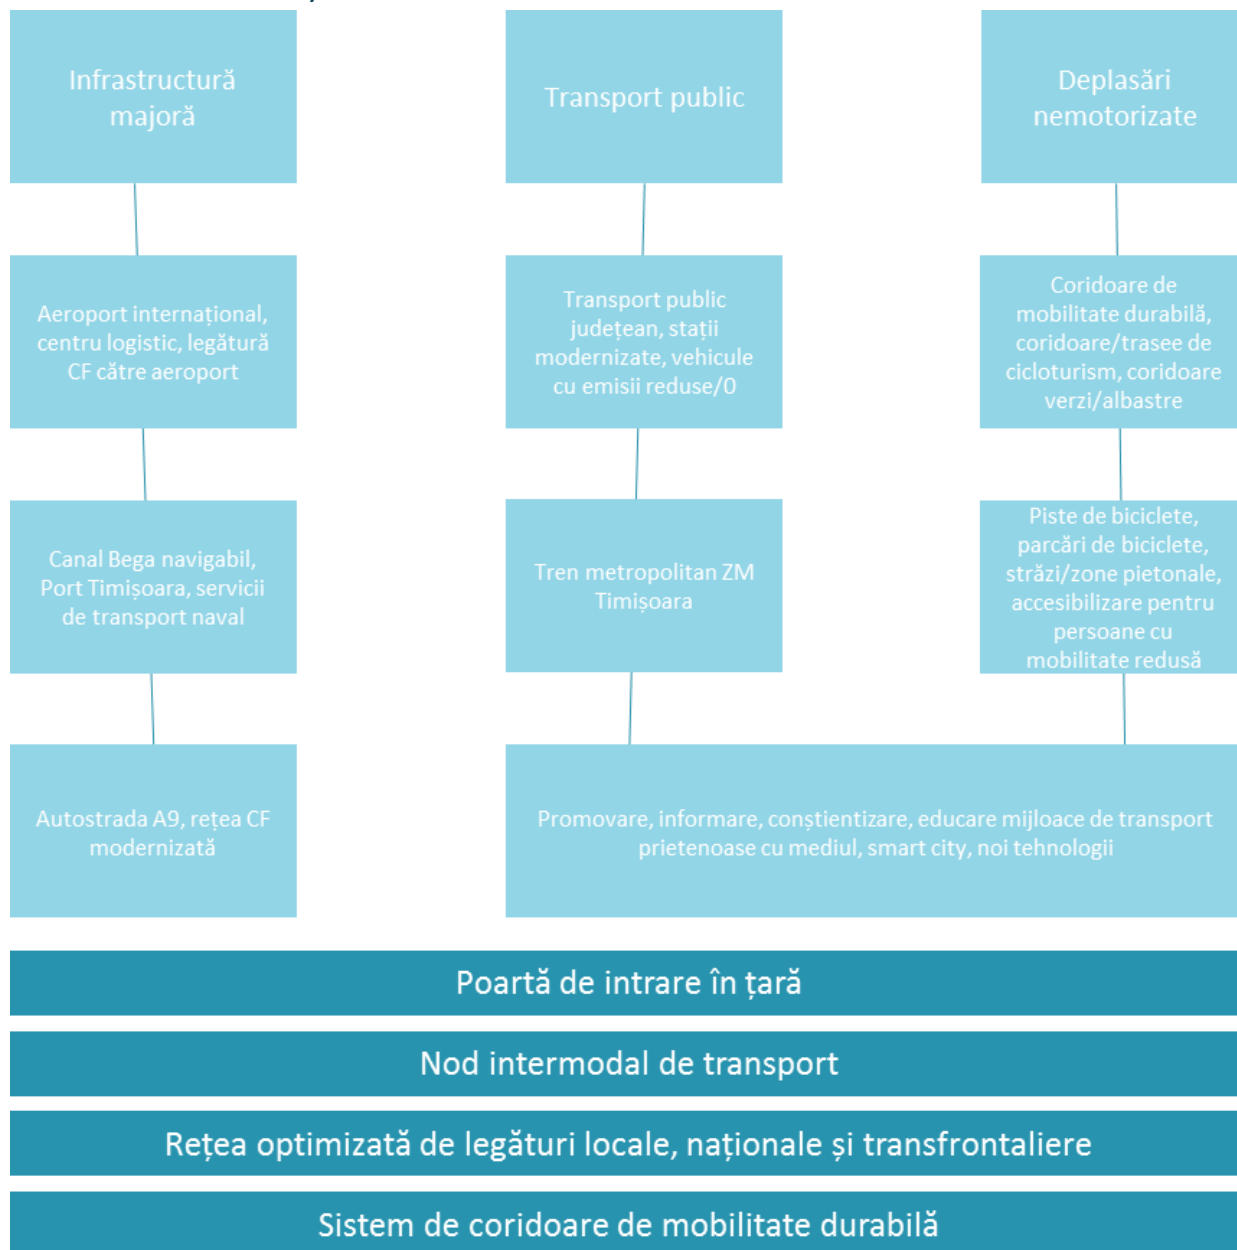 Infrastructură
majoră
Transport public
Deplasări
nemotorizate
Aeroport internațional,
centru logistic, legătură
CF către aeroport
Transport public
județean, stații
modernizate, vehicule
cu emisii reduse/0
Coridoare de
mobilitate durabilă,
coridoare/trasee de
cicloturism, coridoare
verzi/albastre
Canal Bega navigabil,
Port Timișoara, servicii
de transport naval
Tren metropolitan ZM
Timișoara
Piste de biciclete,
parcări de biciclete,
străzi/zone pietonale,
accesibilizare pentru
persoane cu
mobilitate redusă
Autostrada A9, rețea CF
modernizată
Promovare, informare, conștientizare, educare mijloace de transport
prietenoase cu mediul, smart city, noi tehnologii
Poartă de intrare în țară
Nod intermodal de transport
Rețea optimizată de legături locale, naționale și transfrontaliere
Sistem de coridoare de mobilitate durabilă